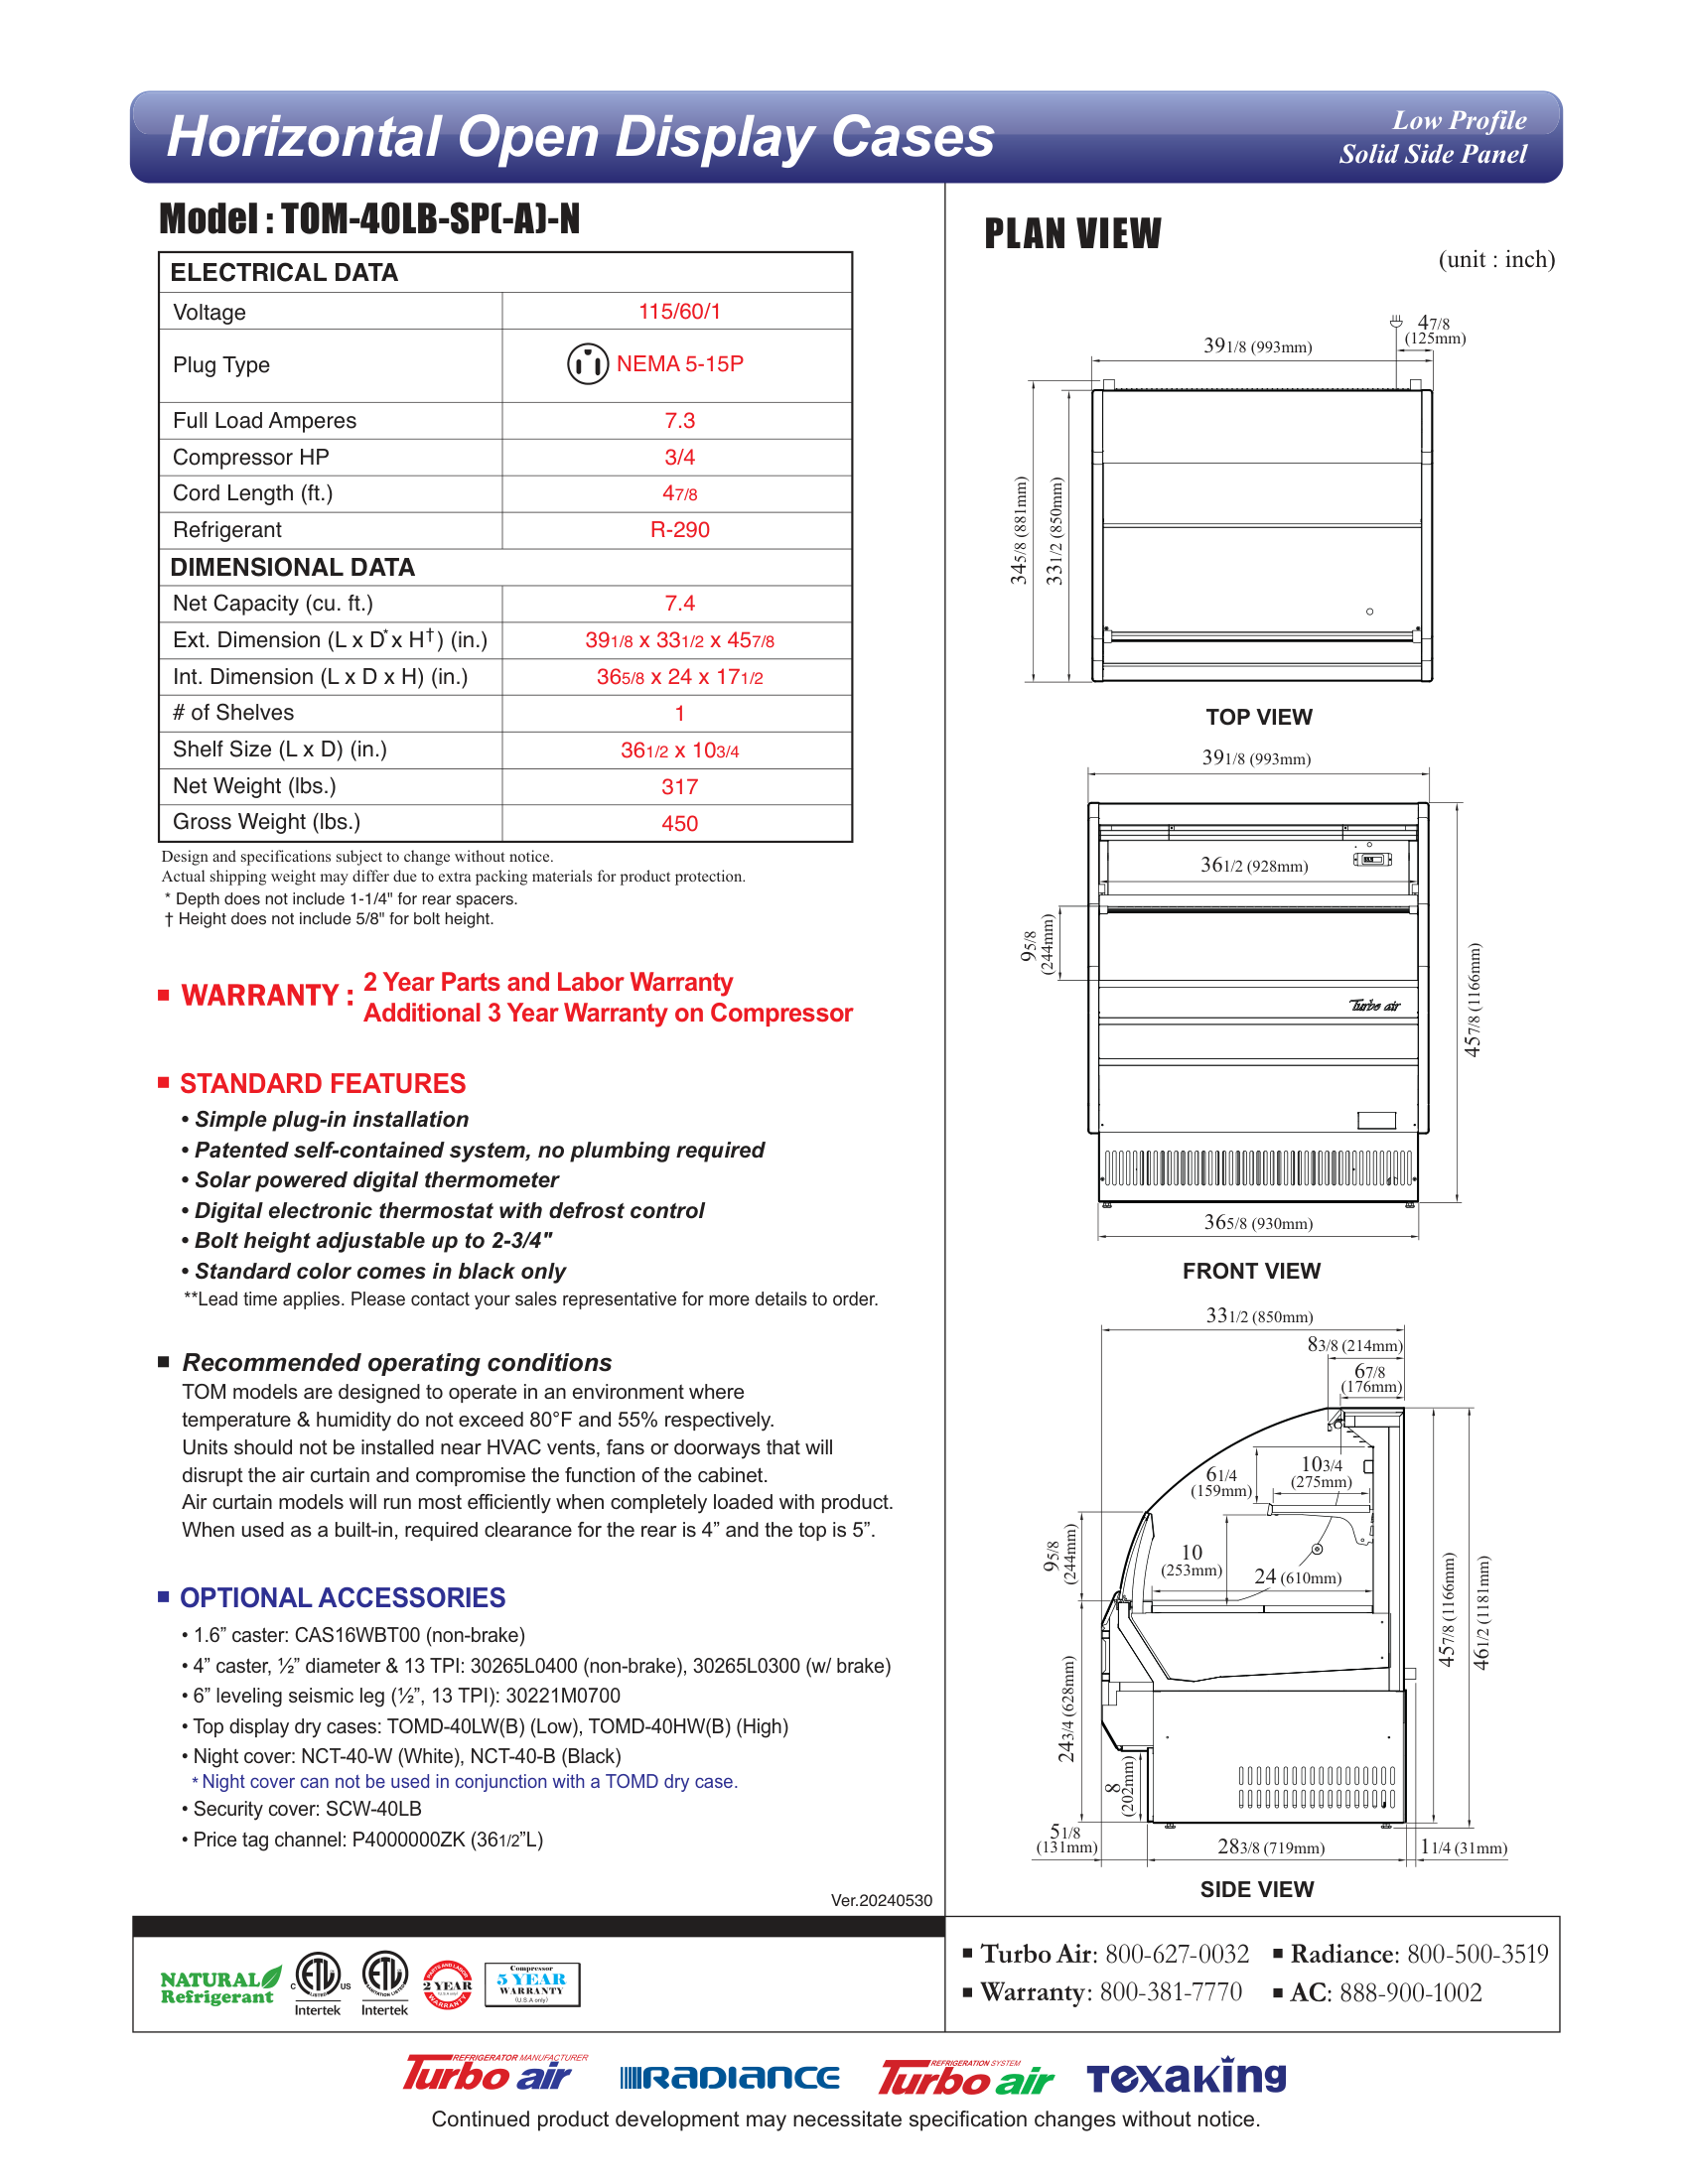 Horizontal Open Display Cases
Low Profile
Solid Side Panel
Model : TOM-40LB-SP(-A)-N
ELECTRICAL DATA
Voltage 115/60/1
Plug Type NEMA 5-15P
Full Load Amperes 7.3
Compressor HP 3/4
Cord Length (ft.) 47/8
Refrigerant R-290
DIMENSIONAL DATA
Net Capacity (cu. ft.) 7.4
Ext. Dimension (L x D* x H†) (in.) 391/8 x 331/2 x 457/8
Int. Dimension (L x D x H) (in.) 365/8 x 24 x 171/2
# of Shelves 1
Shelf Size (L x D) (in.) 361/2 x 103/4
Net Weight (lbs.) 317
Gross Weight (lbs.) 450
Design and specifications subject to change without notice.
Actual shipping weight may differ due to extra packing materials for product protection.
* Depth does not include 1-1/4" for rear spacers.
† Height does not include 5/8" for bolt height.
■ WARRANTY : 2 Year Parts and Labor Warranty
Additional 3 Year Warranty on Compressor
■ STANDARD FEATURES
• Simple plug-in installation
• Patented self-contained system, no plumbing required
• Solar powered digital thermometer
• Digital electronic thermostat with defrost control
• Bolt height adjustable up to 2-3/4"
• Standard color comes in black only
**Lead time applies. Please contact your sales representative for more details to order.
■ Recommended operating conditions
TOM models are designed to operate in an environment where
temperature & humidity do not exceed 80°F and 55% respectively.
Units should not be installed near HVAC vents, fans or doorways that will
disrupt the air curtain and compromise the function of the cabinet.
Air curtain models will run most efficiently when completely loaded with product.
When used as a built-in, required clearance for the rear is 4” and the top is 5”.
■ OPTIONAL ACCESSORIES
• 1.6” caster: CAS16WBT00 (non-brake)
• 4” caster, ½” diameter & 13 TPI: 30265L0400 (non-brake), 30265L0300 (w/ brake)
• 6” leveling seismic leg (½”, 13 TPI): 30221M0700
• Top display dry cases: TOMD-40LW(B) (Low), TOMD-40HW(B) (High)
• Night cover: NCT-40-W (White), NCT-40-B (Black)
* Night cover can not be used in conjunction with a TOMD dry case.
• Security cover: SCW-40LB
• Price tag channel: P4000000ZK (361/2”L)
Ver.20240530
PLAN VIEW
(unit : inch)
47/8
(125mm)
391/8 (993mm)
345/8 (881mm)
331/2 (850mm)
TOP VIEW
391/8 (993mm)
361/2 (928mm)
95/8
(244mm)
Turbo air
457/8 (1166mm)
365/8 (930mm)
FRONT VIEW
331/2 (850mm)
83/8 (214mm)
67/8
(176mm)
61/4
(159mm)
103/4
(275mm)
95/8
(244mm)
10
(253mm)
24 (610mm)
457/8 (1166mm)
461/2 (1181mm)
243/4 (628mm)
8
(202mm)
51/8
(131mm)
283/8 (719mm)
11/4 (31mm)
SIDE VIEW
NATURAL
Refrigerant
C ETL US
LISTED
Intertek
ETL
SANITATION LISTED
Intertek
PARTS AND LABOR
2 YEAR
WARRANTY
Compressor
5 YEAR
WARRANTY
(U.S.A only)
■ Turbo Air: 800-627-0032 ■ Radiance: 800-500-3519
■ Warranty: 800-381-7770 ■ AC: 888-900-1002
REFRIGERATOR MANUFACTURER
Turbo air
RADIANCE
REFRIGERATION SYSTEM
Turbo air
Texaking
Continued product development may necessitate specification changes without notice.